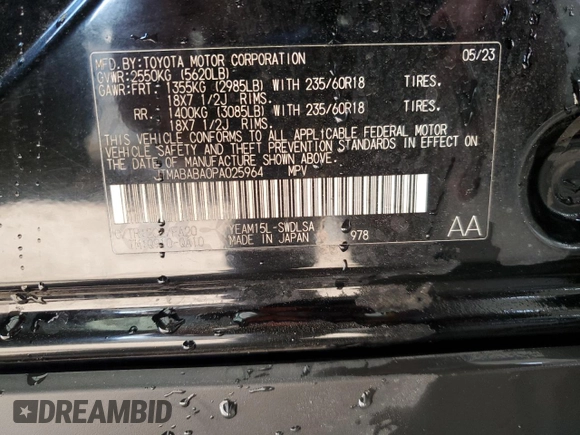 MFD.BY:TOYOTA MOTOR CORPORATION 05/23
GVWR:2550KG (5620LB)
GAWR:FRT. 1355KG (2985LB) WITH 235/60R18 TIRES.
18X7 1/2J RIMS.
RR. 1400KG (3085LB) WITH 235/60R18 TIRES.
18X7 1/2J RIMS.
THIS VEHICLE CONFORMS TO ALL APPLICABLE FEDERAL MOTOR
VEHICLE SAFETY AND THEFT PREVENTION STANDARDS IN EFFECT ON
THE DATE OF MANUFACTURE SHOWN ABOVE.
JTMABABA0PA025964 MPV
YEAM15L-SWDLSA
MADE IN JAPAN 978 AA
DREAMBID